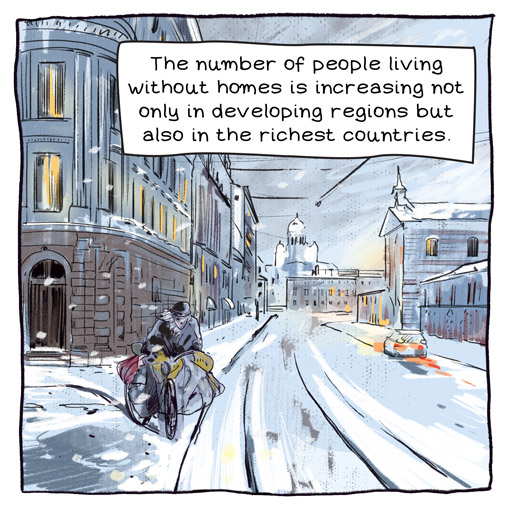 The number of people living
without homes is increasing not
only in developing regions but
also in the richest countries.